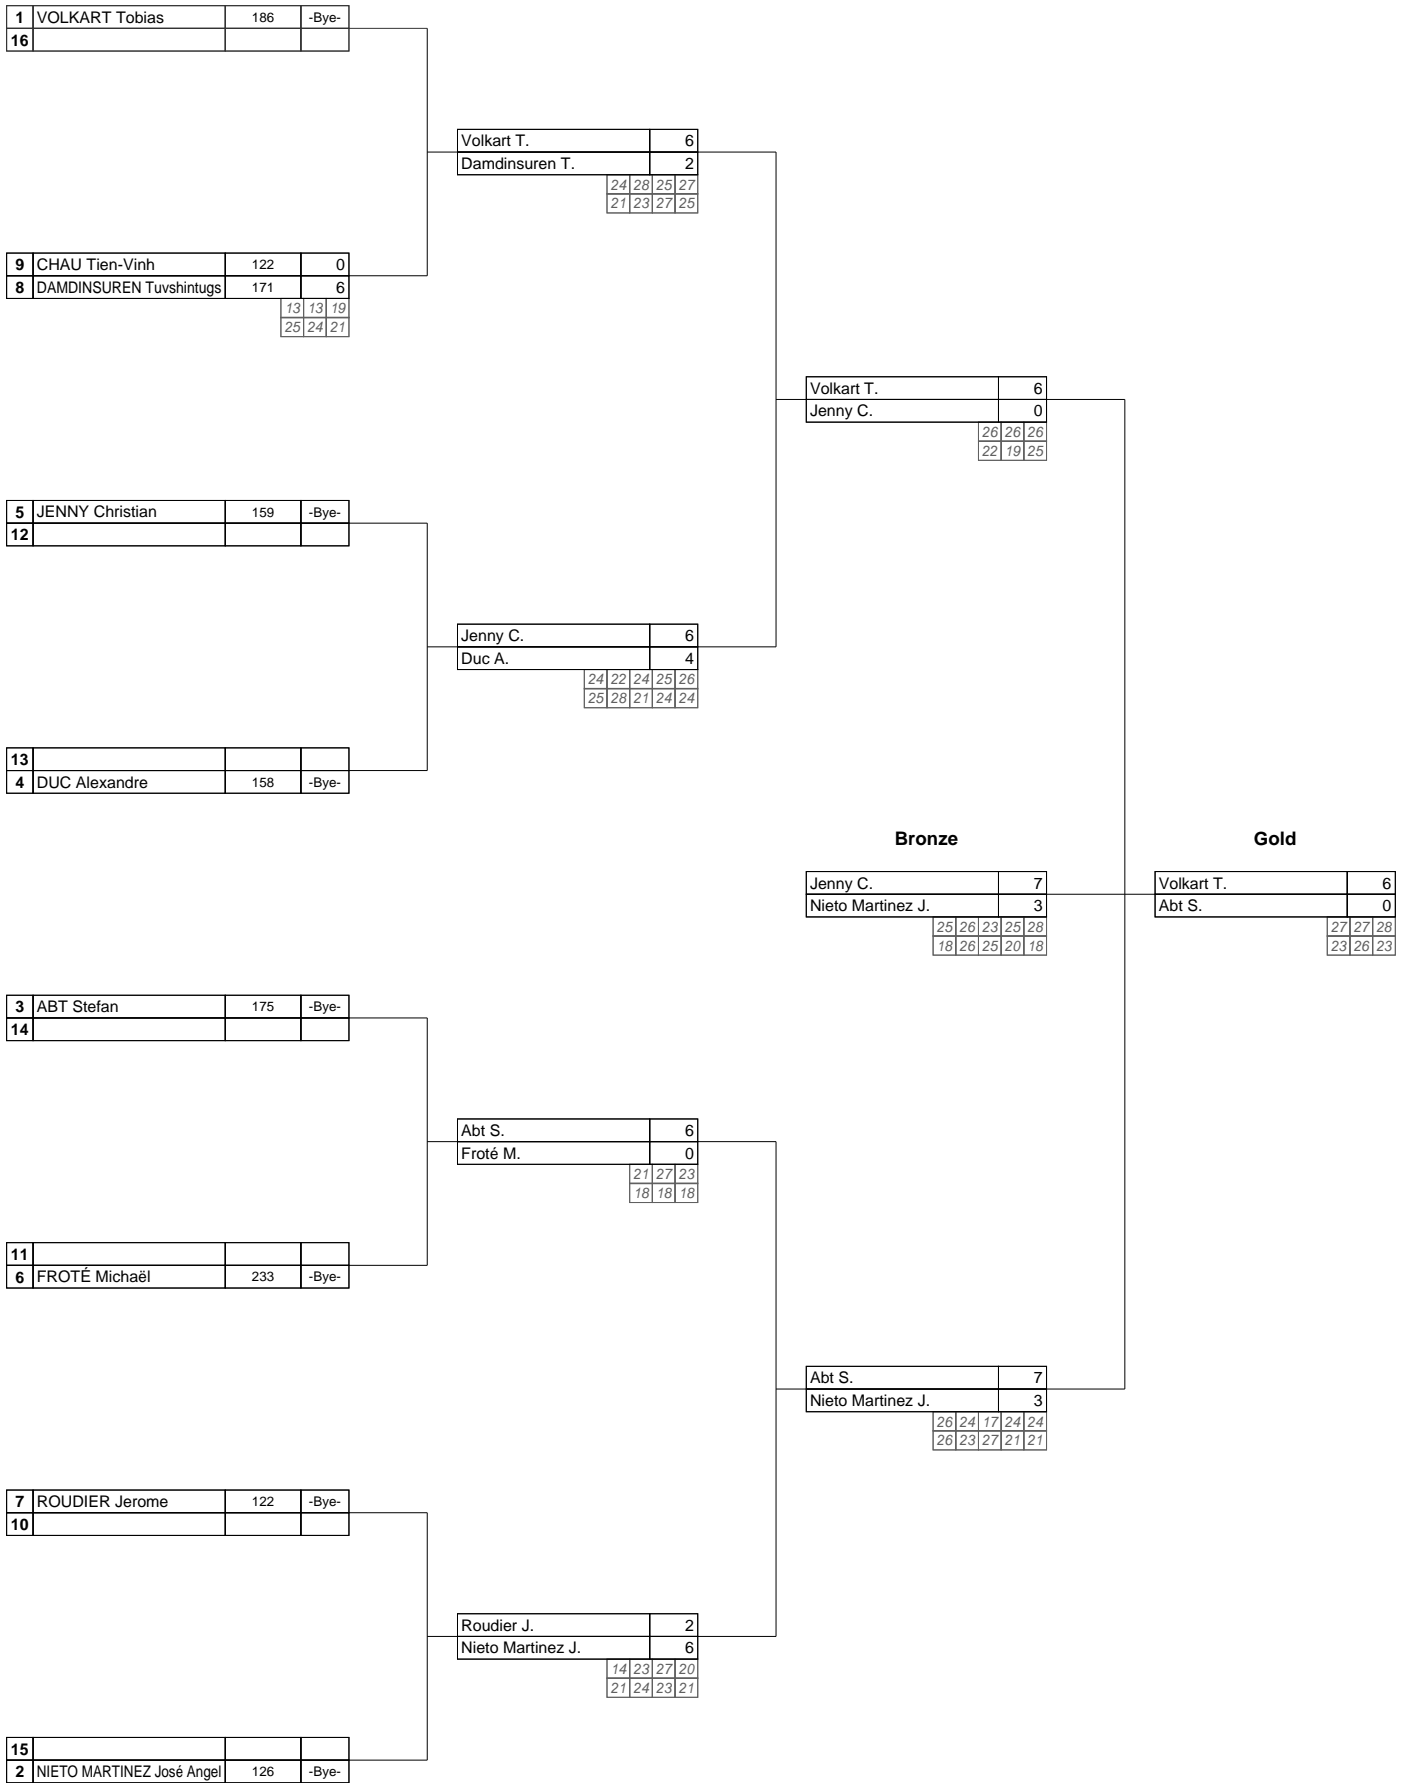 1 VOLKART Tobias 186 -Bye-
16
Volkart T. 6
Damdinsuren T. 2
24 28 25 27
21 23 27 25
9 CHAU Tien-Vinh 122 0
8 DAMDINSUREN Tuvshintugs 171 6
13 13 19
25 24 21
Volkart T. 6
Jenny C. 0
26 26 26
22 19 25
5 JENNY Christian 159 -Bye-
12
Jenny C. 6
Duc A. 4
24 22 24 25 26
25 28 21 24 24
13
4 DUC Alexandre 158 -Bye-
Bronze Gold
Jenny C. 7 Volkart T. 6
Nieto Martinez J. 3 Abt S. 0
25 26 23 25 28 27 27 28
18 26 25 20 18 23 26 23
3 ABT Stefan 175 -Bye-
14
Abt S. 6
Froté M. 0
21 27 23
18 18 18
11
6 FROTÉ Michaël 233 -Bye-
Abt S. 7
Nieto Martinez J. 3
26 24 17 24 24
26 23 27 21 21
7 ROUDIER Jerome 122 -Bye-
10
Roudier J. 2
Nieto Martinez J. 6
14 23 27 20
21 24 23 21
15
2 NIETO MARTINEZ José Angel 126 -Bye-